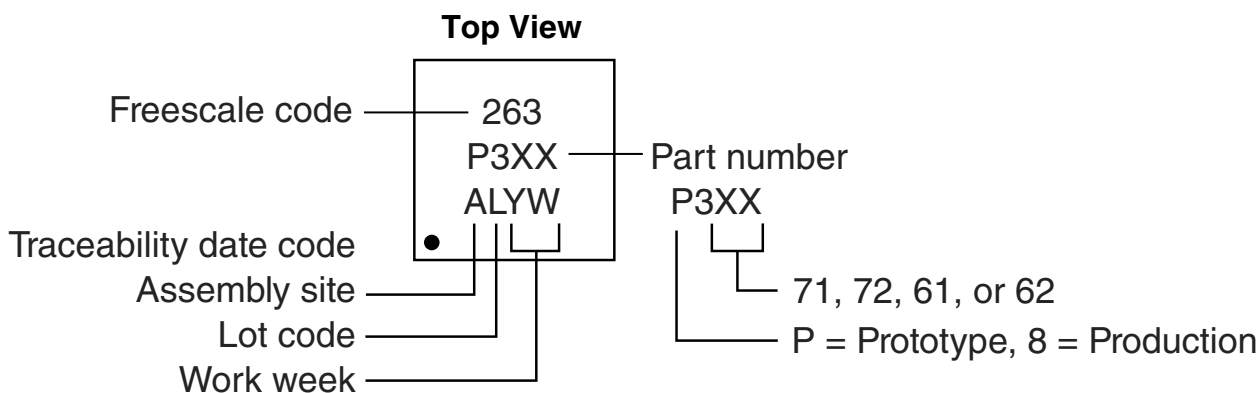 Top View
Freescale code
263
P3XX
Part number
ALYW
P3XX
Traceability date code
Assembly site
71, 72, 61, or 62
Lot code
P = Prototype, 8 = Production
Work week